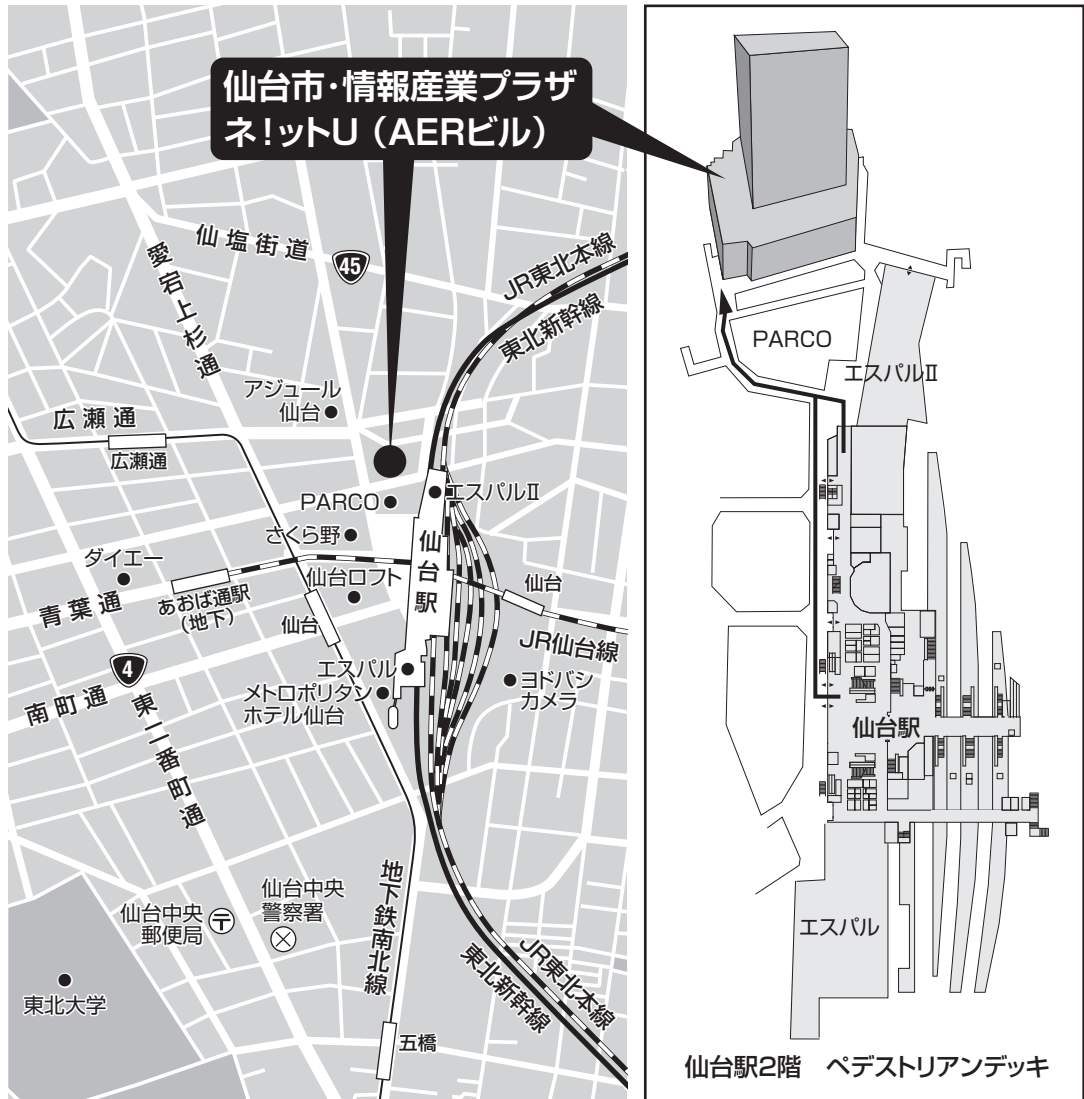 仙台市・情報産業プラザ
ネ!ットU（AERビル）
仙塩街道
45
愛宕上杉通
JR東北本線
東北新幹線
アジュール
仙台
広瀬通
広瀬通
PARCO
エスパルⅡ
さくら野
仙台駅
ダイエー
仙台ロフト
仙台
青葉通
あおば通駅
（地下）
仙台
JR仙石線
エスパル
4
南町通
メトロポリタン
ホテル仙台
ヨドバシ
カメラ
東二番町通
地下鉄南北線
仙台中央
警察署
仙台中央
郵便局
〒
JR東北本線
東北新幹線
東北大学
五橋
PARCO
エスパルⅡ
仙台駅
エスパル
仙台駅2階　ペデストリアンデッキ